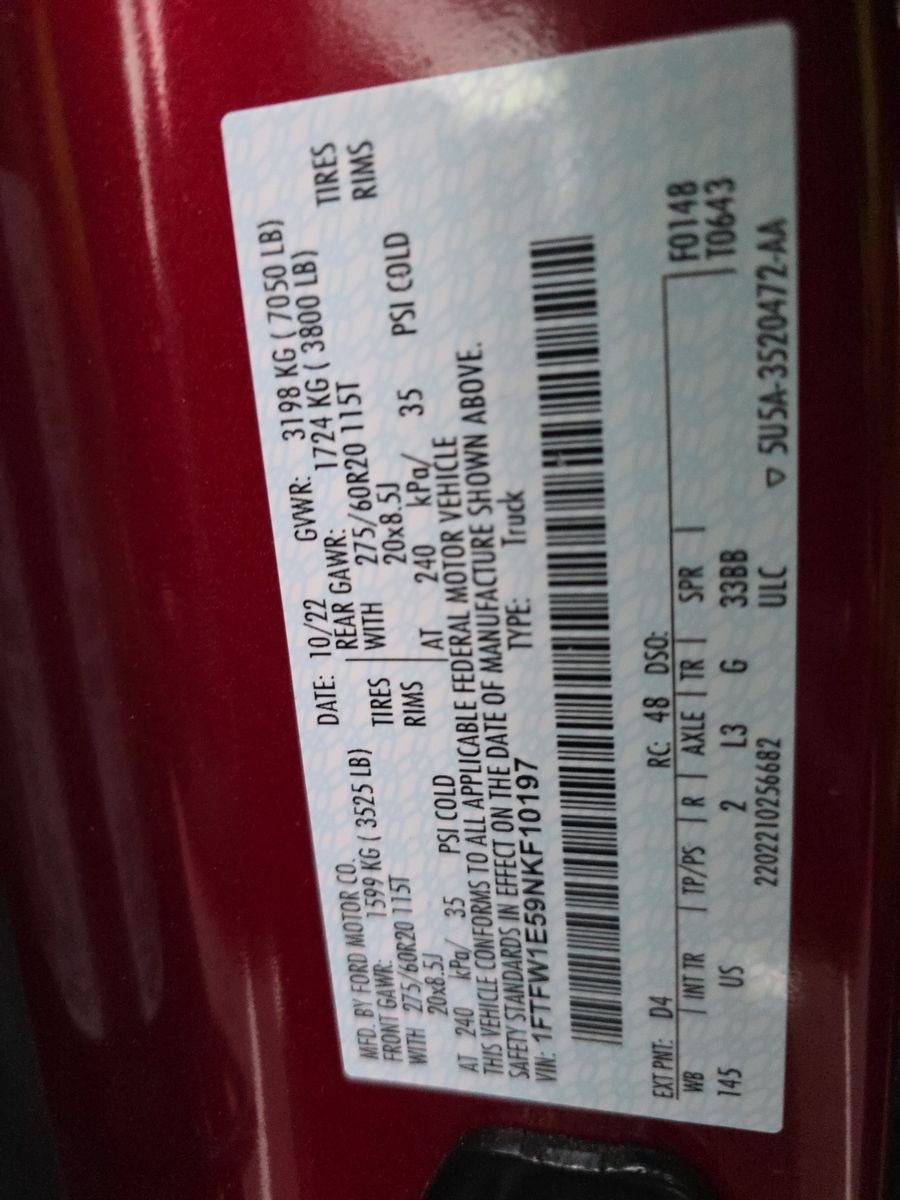 MFD. BY FORD MOTOR CO. DATE: 10/22 GVWR: 3198 KG ( 7050 LB)
FRONT GAWR: 1599 KG ( 3525 LB) REAR GAWR: 1724 KG ( 3800 LB)
WITH 275/60R20 115T TIRES WITH 275/60R20 115T TIRES
20x8.5J RIMS 20x8.5J RIMS
AT 240 kPa/ 35 PSI COLD AT 240 kPa/ 35 PSI COLD
THIS VEHICLE CONFORMS TO ALL APPLICABLE FEDERAL MOTOR VEHICLE
SAFETY STANDARDS IN EFFECT ON THE DATE OF MANUFACTURE SHOWN ABOVE.
VIN: 1FTFW1E59NKF10197 TYPE: Truck
EXT PNT: D4 RC: 48 DSO:
WB INT TR TP/PS R AXLE TR SPR F0148
145 US 2 L3 G 33BB T0643
2202210256682 ULC ▽ 5U5A-3520472-AA